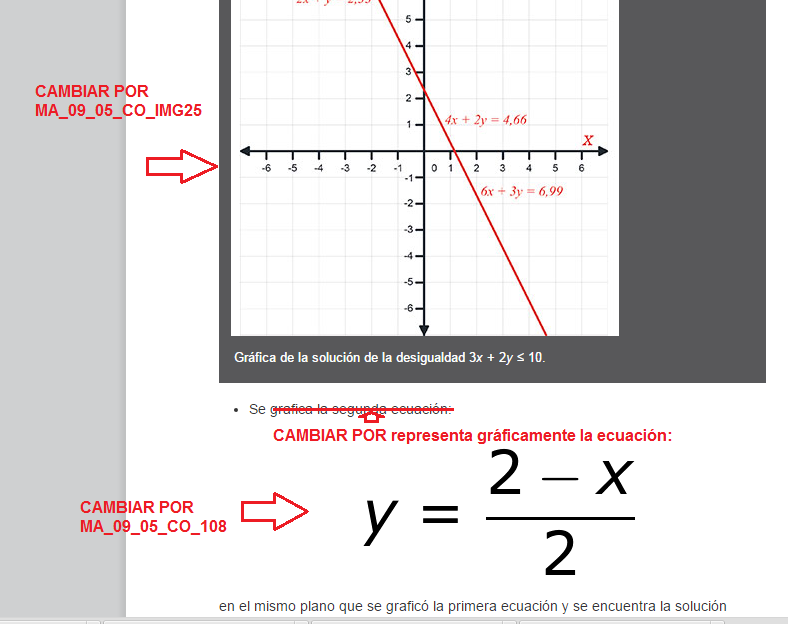 2x + y = 2,33
5
4
3
2
1
4x + 2y = 4,66
x
-6 -5 -4 -3 -2 -1 0 1 2 3 4 5 6
-1
6x + 3y = 6,99
-2
-3
-4
-5
-6
CAMBIAR POR
MA_09_05_CO_IMG25
Gráfica de la solución de la desigualdad 3x + 2y ≤ 10.
• Se grafica la segunda ecuación:
CAMBIAR POR representa gráficamente la ecuación:
CAMBIAR POR
MA_09_05_CO_108
y = (2 − x)/2
en el mismo plano que se graficó la primera ecuación y se encuentra la solución